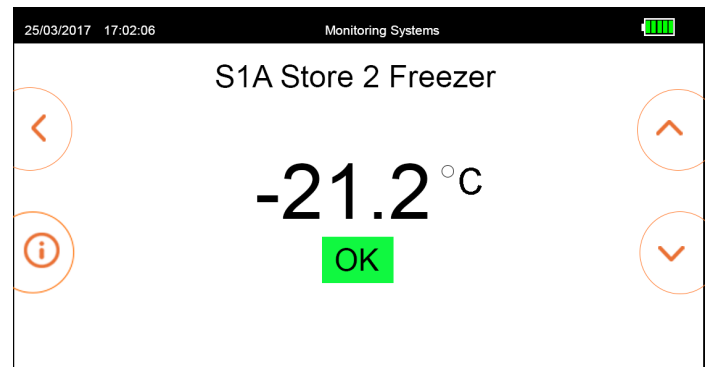 25/03/2017 17:02:06 Monitoring Systems
S1A Store 2 Freezer
-21.2 °C
OK